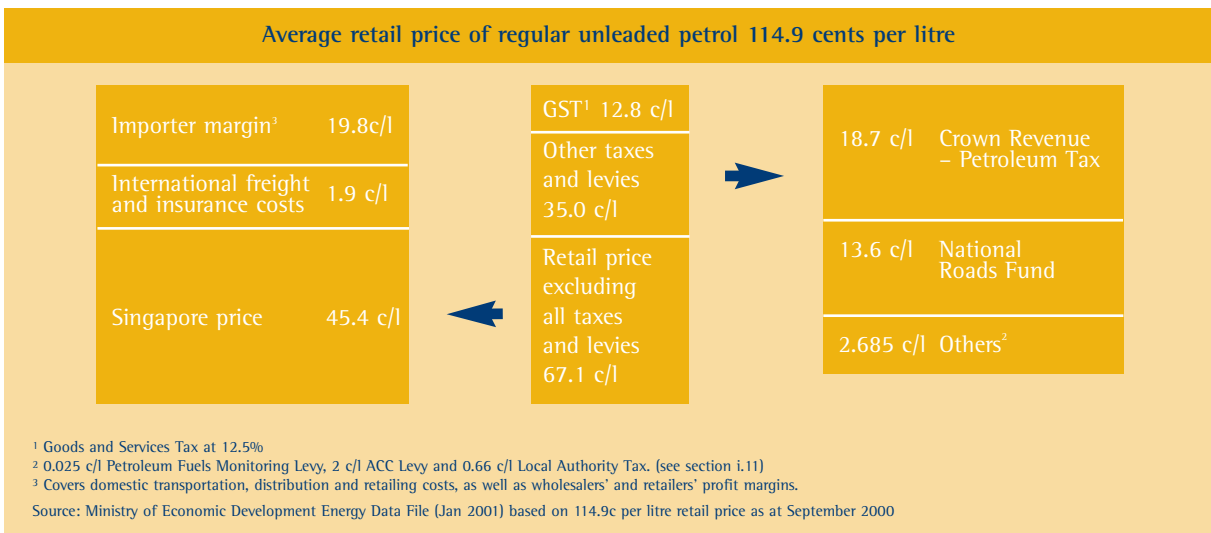 Average retail price of regular unleaded petrol 114.9 cents per litre
Importer margin³ 19.8c/l
International freight
and insurance costs 1.9 c/l
Singapore price 45.4 c/l
GST¹ 12.8 c/l
Other taxes
and levies
35.0 c/l
Retail price
excluding
all taxes
and levies
67.1 c/l
18.7 c/l Crown Revenue
– Petroleum Tax
13.6 c/l National
Roads Fund
2.685 c/l Others²
¹ Goods and Services Tax at 12.5%
² 0.025 c/l Petroleum Fuels Monitoring Levy, 2 c/l ACC Levy and 0.66 c/l Local Authority Tax. (see section i.11)
³ Covers domestic transportation, distribution and retailing costs, as well as wholesalers' and retailers' profit margins.
Source: Ministry of Economic Development Energy Data File (Jan 2001) based on 114.9c per litre retail price as at September 2000